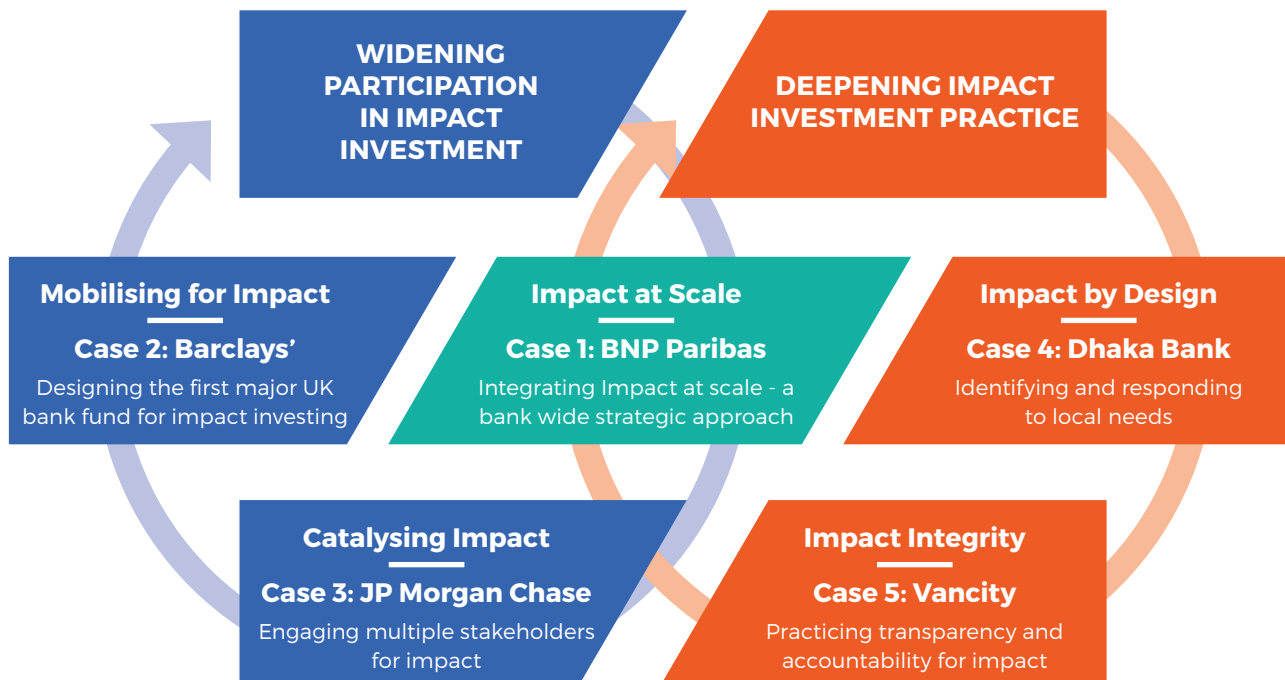 WIDENING
PARTICIPATION
IN IMPACT
INVESTMENT
DEEPENING IMPACT
INVESTMENT PRACTICE
Mobilising for Impact
Case 2: Barclays’
Designing the first major UK
bank fund for impact investing
Impact at Scale
Case 1: BNP Paribas
Integrating Impact at scale - a
bank wide strategic approach
Impact by Design
Case 4: Dhaka Bank
Identifying and responding
to local needs
Catalysing Impact
Case 3: JP Morgan Chase
Engaging multiple stakeholders
for impact
Impact Integrity
Case 5: Vancity
Practicing transparency and
accountability for impact